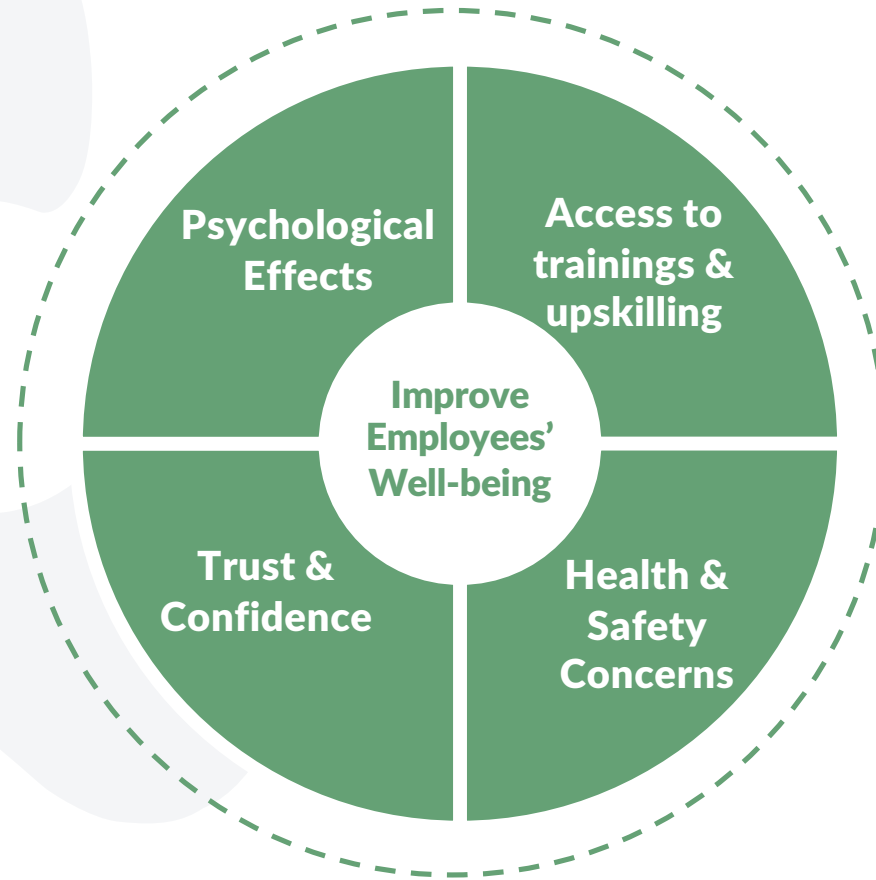 Psychological
Effects
Access to
trainings &
upskilling
Improve
Employees’
Well-being
Trust &
Confidence
Health &
Safety
Concerns